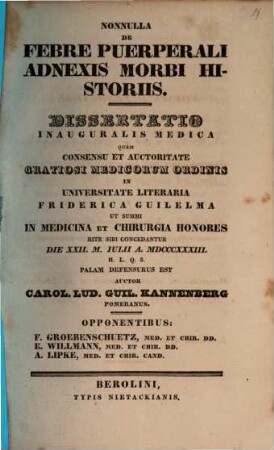 NONNULLA
DE
FEBRE PUERPERALI
ADNEXIS MORBI HI-
STORIIS.
DISSERTATIO
INAUGURALIS MEDICA
QUAM
CONSENSU ET AUCTORITATE
GRATIOSI MEDICORUM ORDINIS
IN
UNIVERSITATE LITERARIA
FRIDERICA GUILELMA
UT SUMMI
IN MEDICINA ET CHIRURGIA HONORES
RITE SIBI CONCEDANTUR
DIE XXII. M. IULII A. MDCCCXXXIII.
H. L. Q. S.
PALAM DEFENSURUS EST
AUCTOR
CAROL. LUD. GUIL. KANNENBERG
POMERANUS.
OPPONENTIBUS:
F. GROEBENSCHUETZ, MED. ET CHIR. DD.
E. WILLMANN, MED. ET CHIR. DD.
A. LIPKE, MED. ET CHIR. CAND.
BEROLINI,
TYPIS NIETACKIANIS.